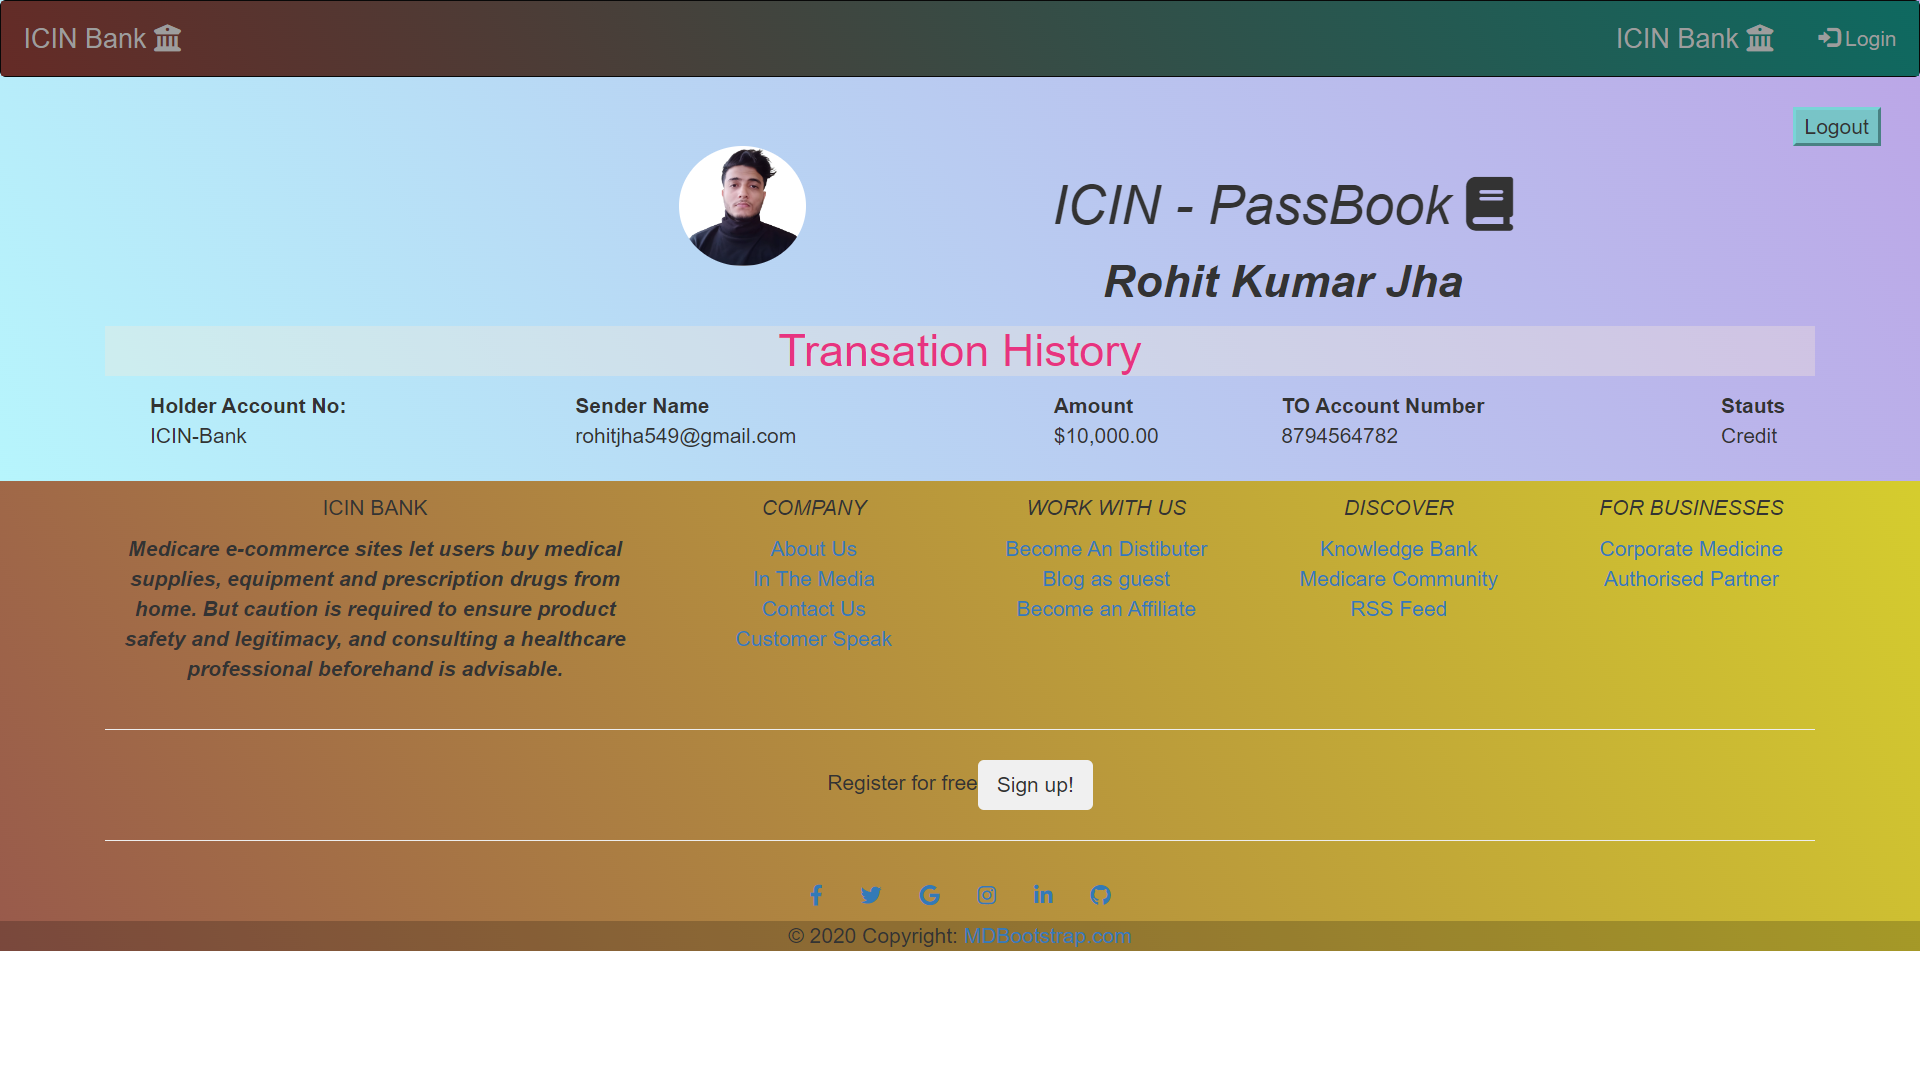 ICIN Bank
ICIN Bank
Login
Logout
ICIN - PassBook
Rohit Kumar Jha
Transation History
Holder Account No: Sender Name Amount TO Account Number Stauts
ICIN-Bank rohitjha549@gmail.com $10,000.00 8794564782 Credit
ICIN BANK
Medicare e-commerce sites let users buy medical
supplies, equipment and prescription drugs from
home. But caution is required to ensure product
safety and legitimacy, and consulting a healthcare
professional beforehand is advisable.
COMPANY
About Us
In The Media
Contact Us
Customer Speak
WORK WITH US
Become An Distibuter
Blog as guest
Become an Affiliate
DISCOVER
Knowledge Bank
Medicare Community
RSS Feed
FOR BUSINESSES
Corporate Medicine
Authorised Partner
Register for free Sign up!
© 2020 Copyright: MDBootstrap.com